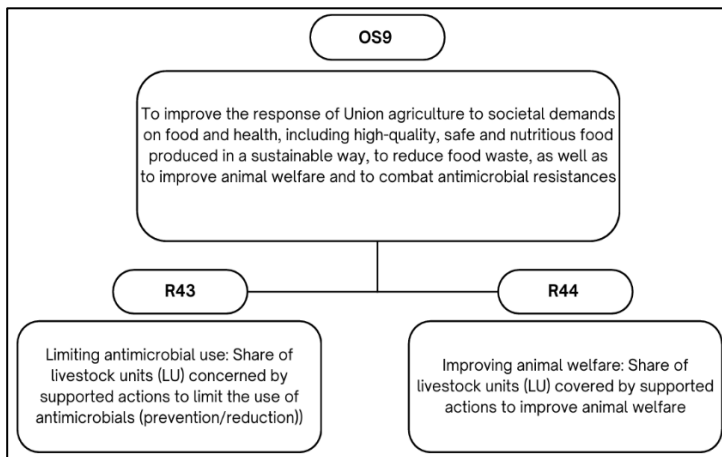 OS9
To improve the response of Union agriculture to societal demands
on food and health, including high-quality, safe and nutritious food
produced in a sustainable way, to reduce food waste, as well as
to improve animal welfare and to combat antimicrobial resistances
R43
R44
Limiting antimicrobial use: Share of
livestock units (LU) concerned by
supported actions to limit the use of
antimicrobials (prevention/reduction))
Improving animal welfare: Share of
livestock units (LU) covered by supported
actions to improve animal welfare